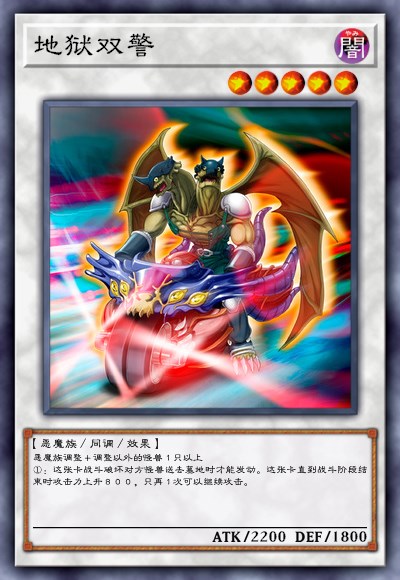 地狱双警
やみ
闇
【恶魔族／同调／效果】
恶魔族调整＋调整以外的怪兽1只以上
①：这张卡战斗破坏对方怪兽送去墓地时才能发动。这张卡直到战斗阶段结
束时攻击力上升８００，只再1次可以继续攻击。
ATK/2200 DEF/1800